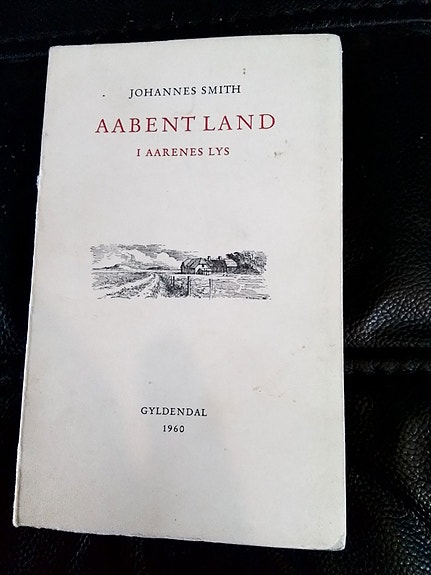 JOHANNES SMITH
AABENT LAND
I AARENES LYS
GYLDENDAL
1960